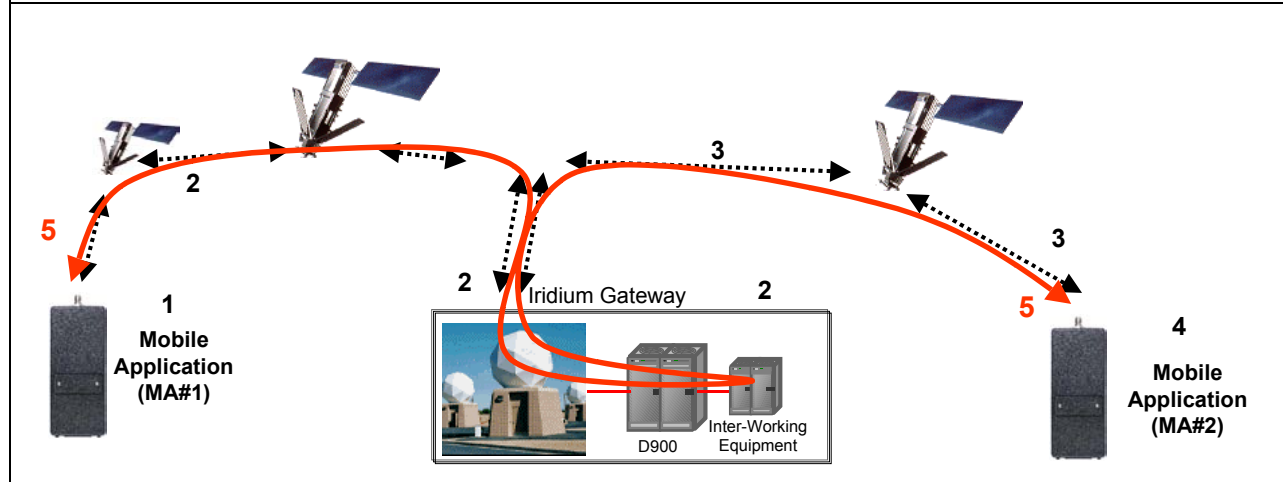 3
2
3
5
2
Iridium Gateway
2
5
1
Mobile
Application
(MA#1)
4
Mobile
Application
(MA#2)
D900
Inter-Working
Equipment